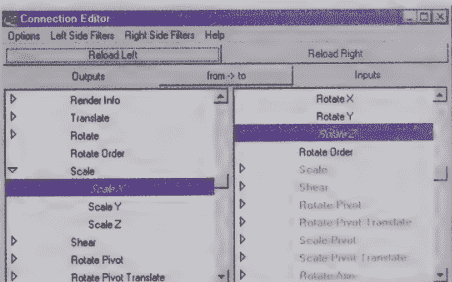 Connection Editor
Options Left Side Filters Right Side Filters Help
Reload Left Reload Right
Outputs from -> to Inputs
Render Info
Translate
Rotate
Rotate Order
Scale
Scale X
Scale Y
Scale Z
Shear
Rotate Pivot
Rotate Pivot Translate
Rotate X
Rotate Y
Rotate Z
Rotate Order
Scale
Shear
Rotate Pivot
Rotate Pivot Translate
Scale Pivot
Scale Pivot Translate
Rotate Axis